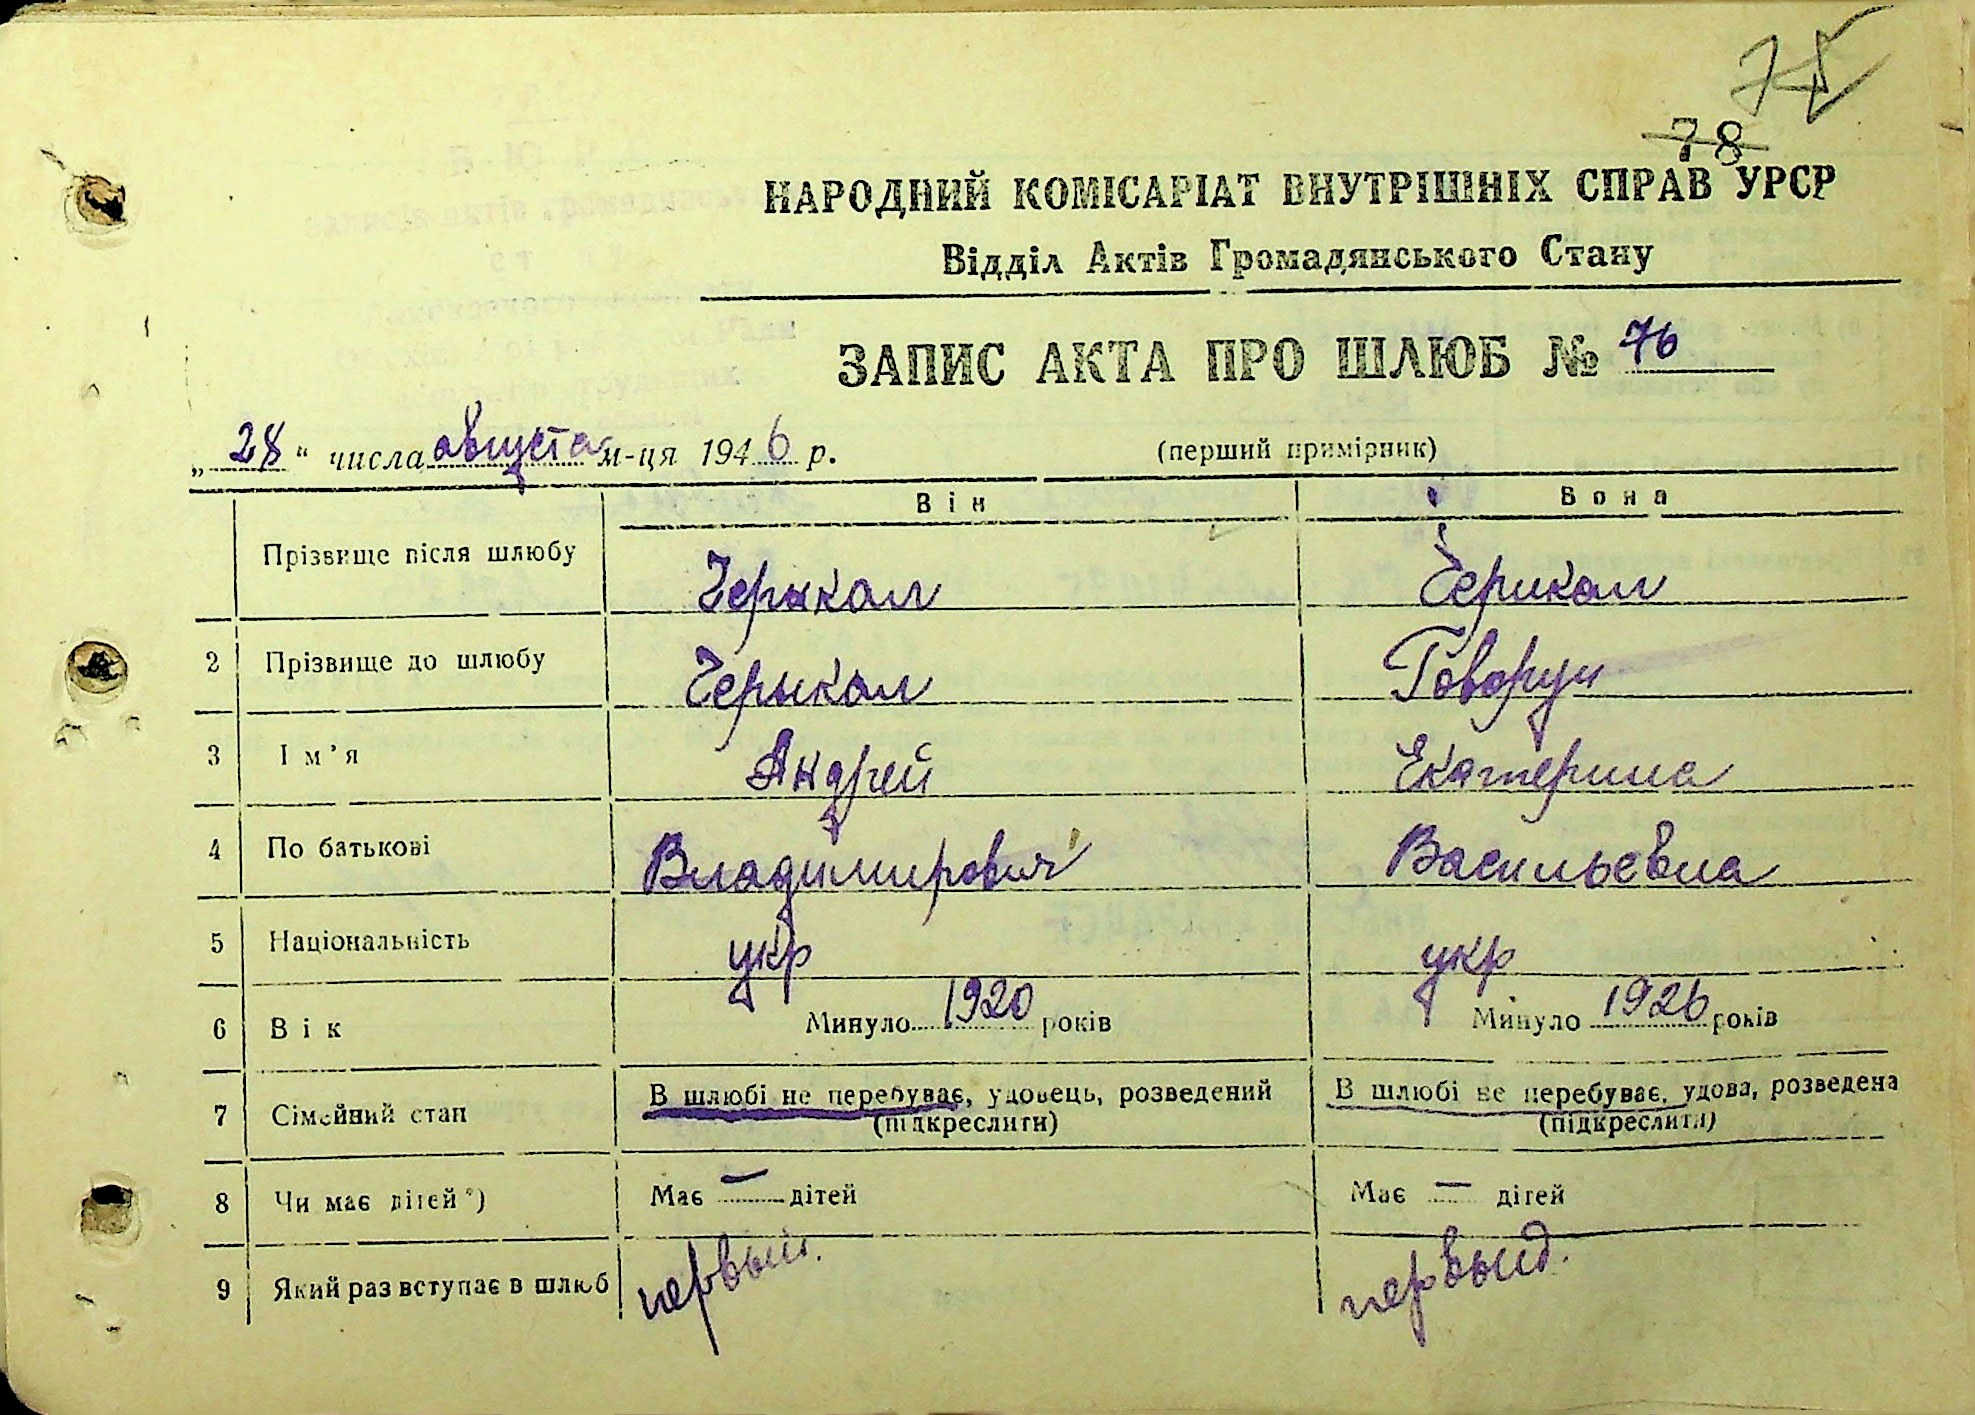 75
78
НАРОДНИЙ КОМІСАРІАТ ВНУТРІШНІХ СПРАВ УРСР
Відділ Актів Громадянського Стану
ЗАПИС АКТА ПРО ШЛЮБ № 76
„28“ числа августа м-ця 1946 р. (перший примірник)
Він Вона
Прізвище після шлюбу Черикал Черикал
2 Прізвище до шлюбу Черикал Говорун
3 Ім’я Андрей Екатерина
4 По батькові Владимирович Васильевна
5 Національність укр укр
6 Вік Минуло 1920 років Минуло 1926 років
7 Сімейний стан В шлюбі не перебуває, удовець, розведений В шлюбі не перебуває, удова, розведена
(підкреслити) (підкреслити)
8 Чи має дітей*) Має — дітей Має — дітей
9 Який раз вступає в шлюб первый. первый.